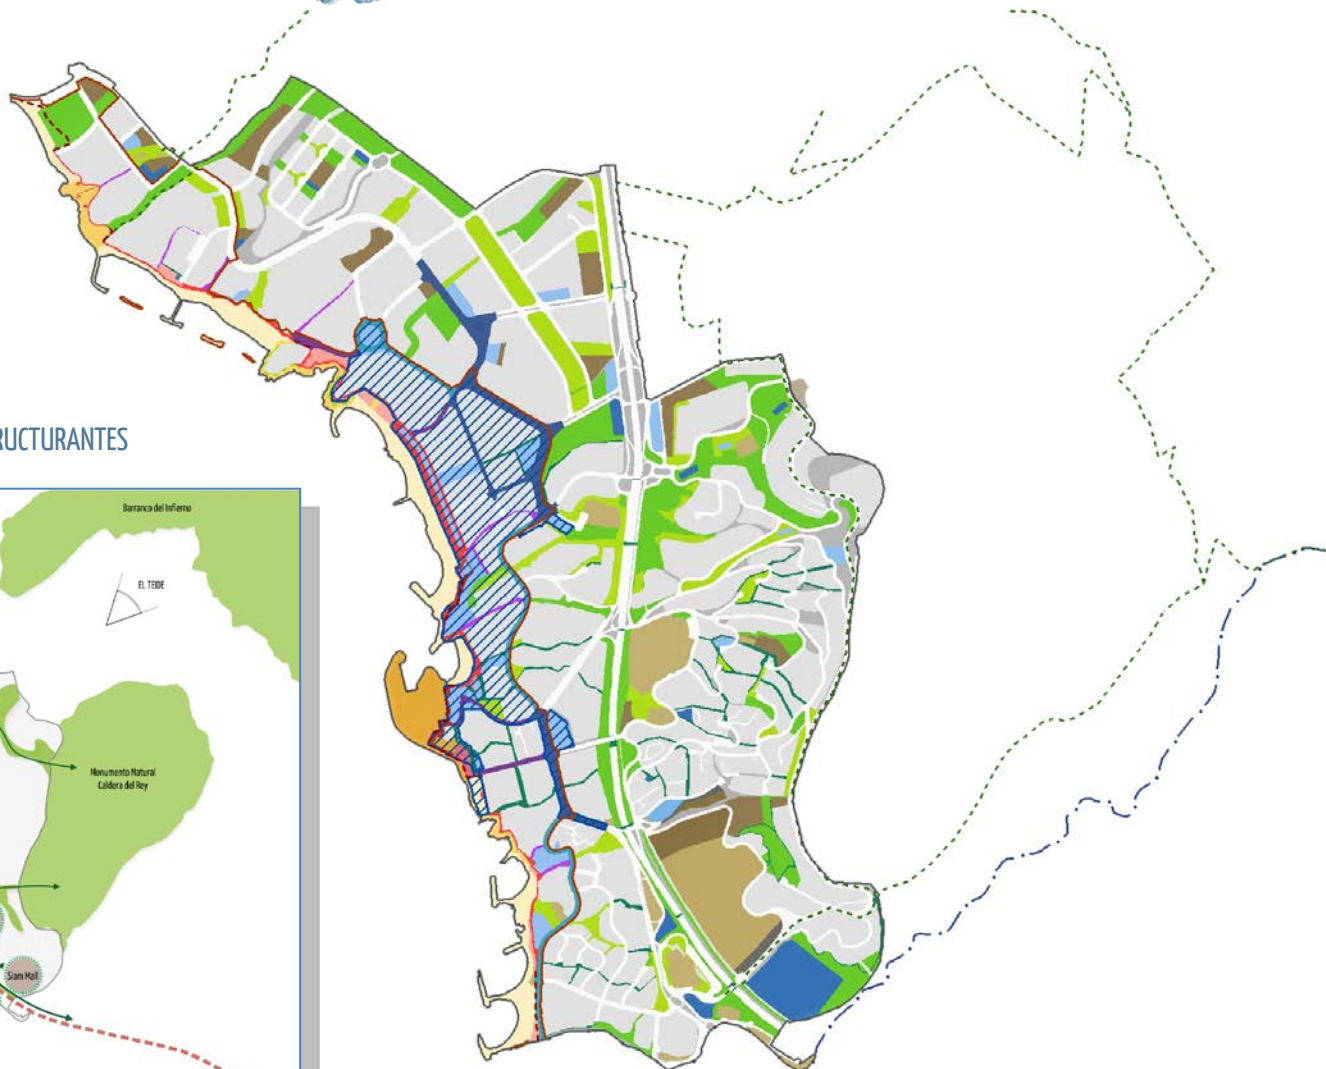 RUCTURANTES
Barranco del Infierno
EL TEIDE
Monumento Natural
Caldera del Rey
Siam Mall